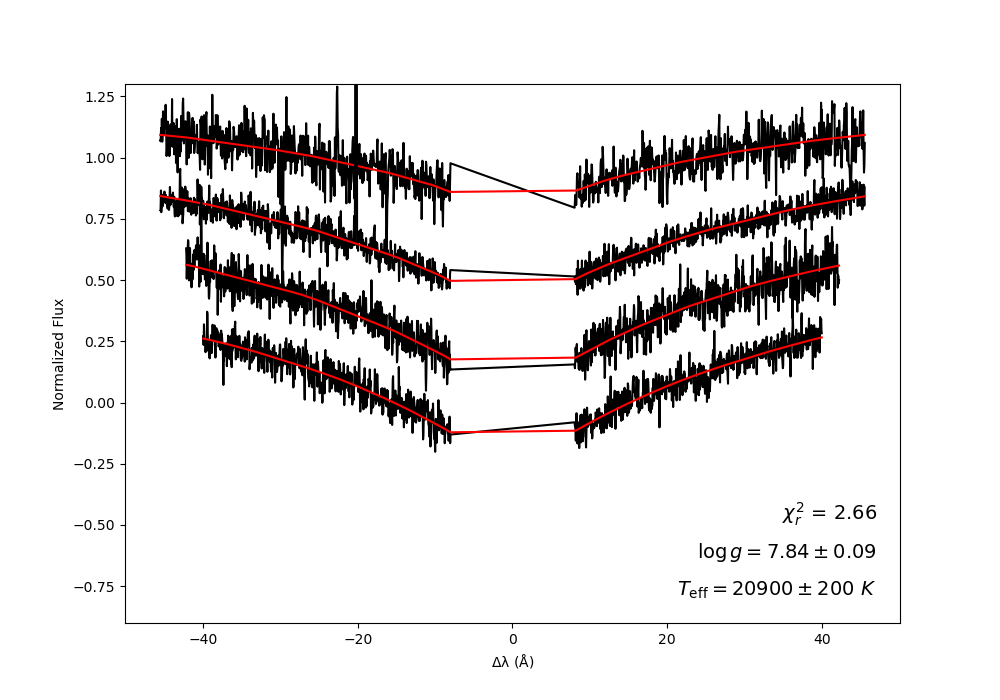 1.25
1.00
0.75
0.50
0.25
0.00
−0.25
−0.50
−0.75
Normalized Flux
χ²ᵣ = 2.66
log g = 7.84 ± 0.09
T_eff = 20900 ± 200 K
−40 −20 0 20 40
Δλ (Å)